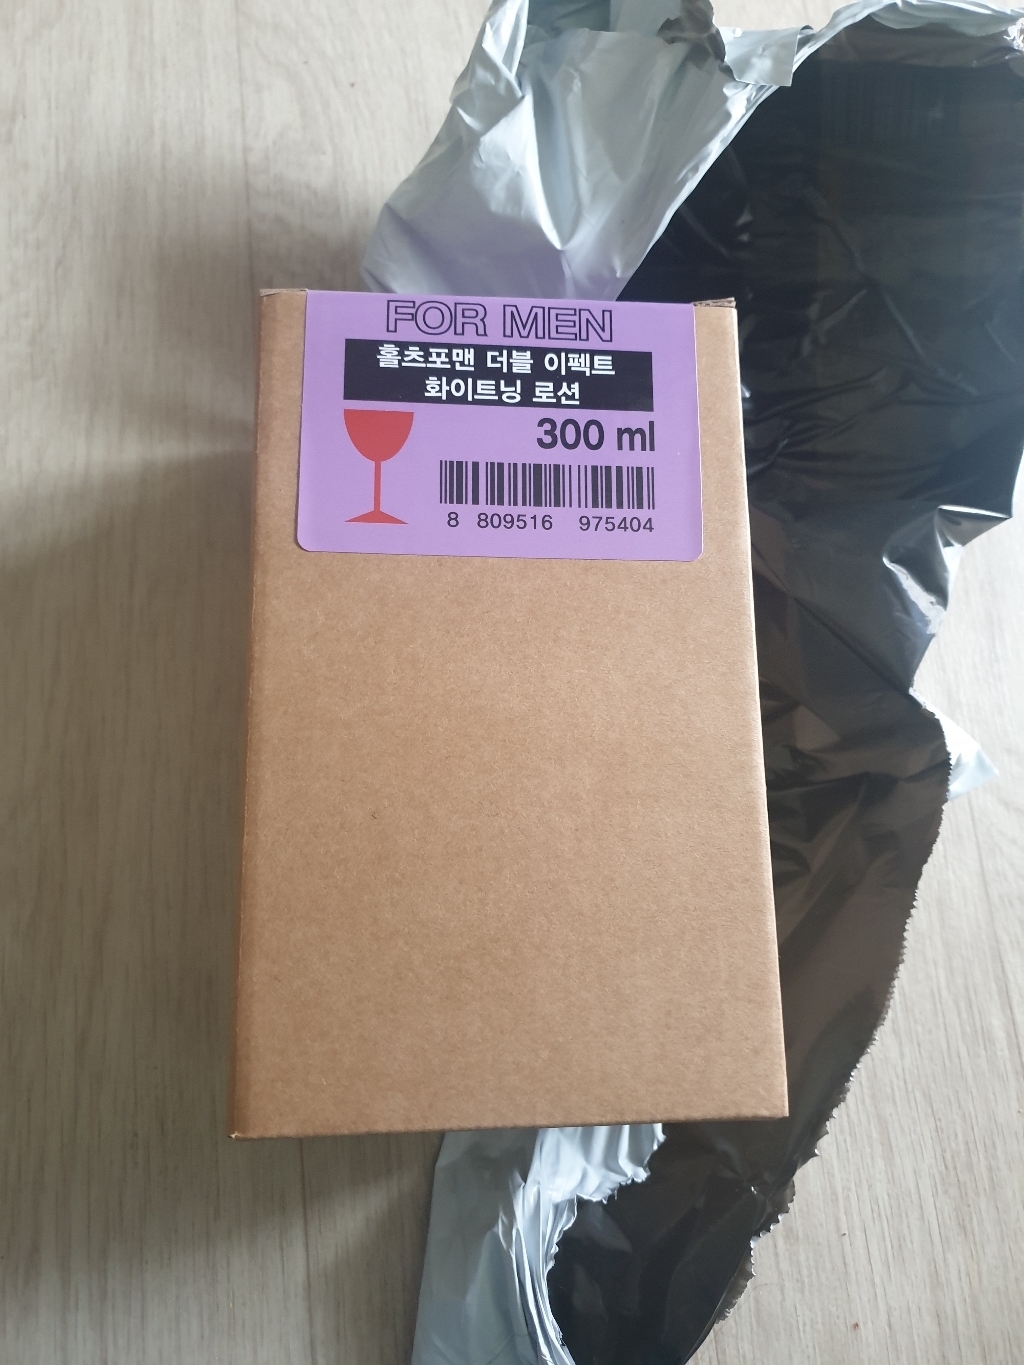 FOR MEN
홀츠포맨 더블 이펙트
화이트닝 로션
300 ml
8 809516 975404